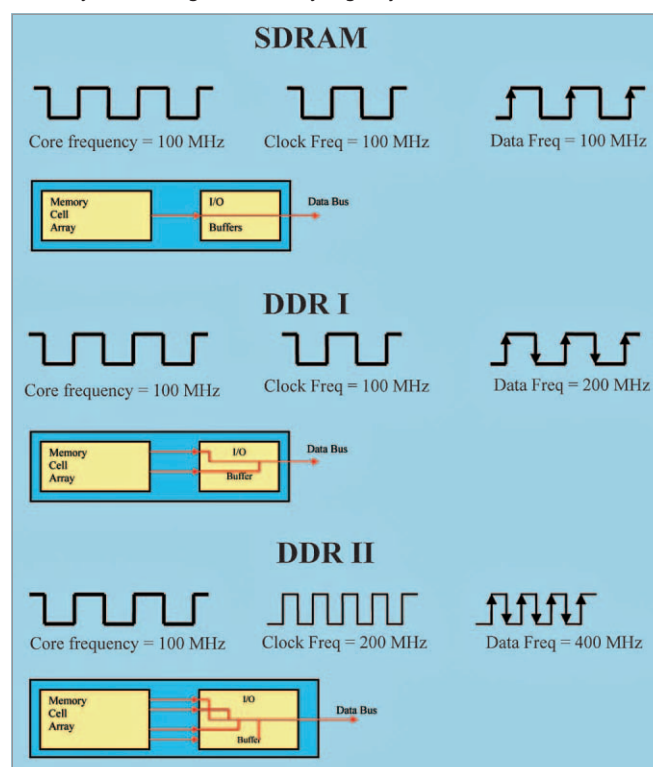 SDRAM
Core frequency = 100 MHz
Clock Freq = 100 MHz
Data Freq = 100 MHz
Memory
Cell
Array
I/O
Buffers
Data Bus
DDR I
Core frequency = 100 MHz
Clock Freq = 100 MHz
Data Freq = 200 MHz
Memory
Cell
Array
I/O
Buffer
Data Bus
DDR II
Core frequency = 100 MHz
Clock Freq = 200 MHz
Data Freq = 400 MHz
Memory
Cell
Array
I/O
Buffer
Data Bus